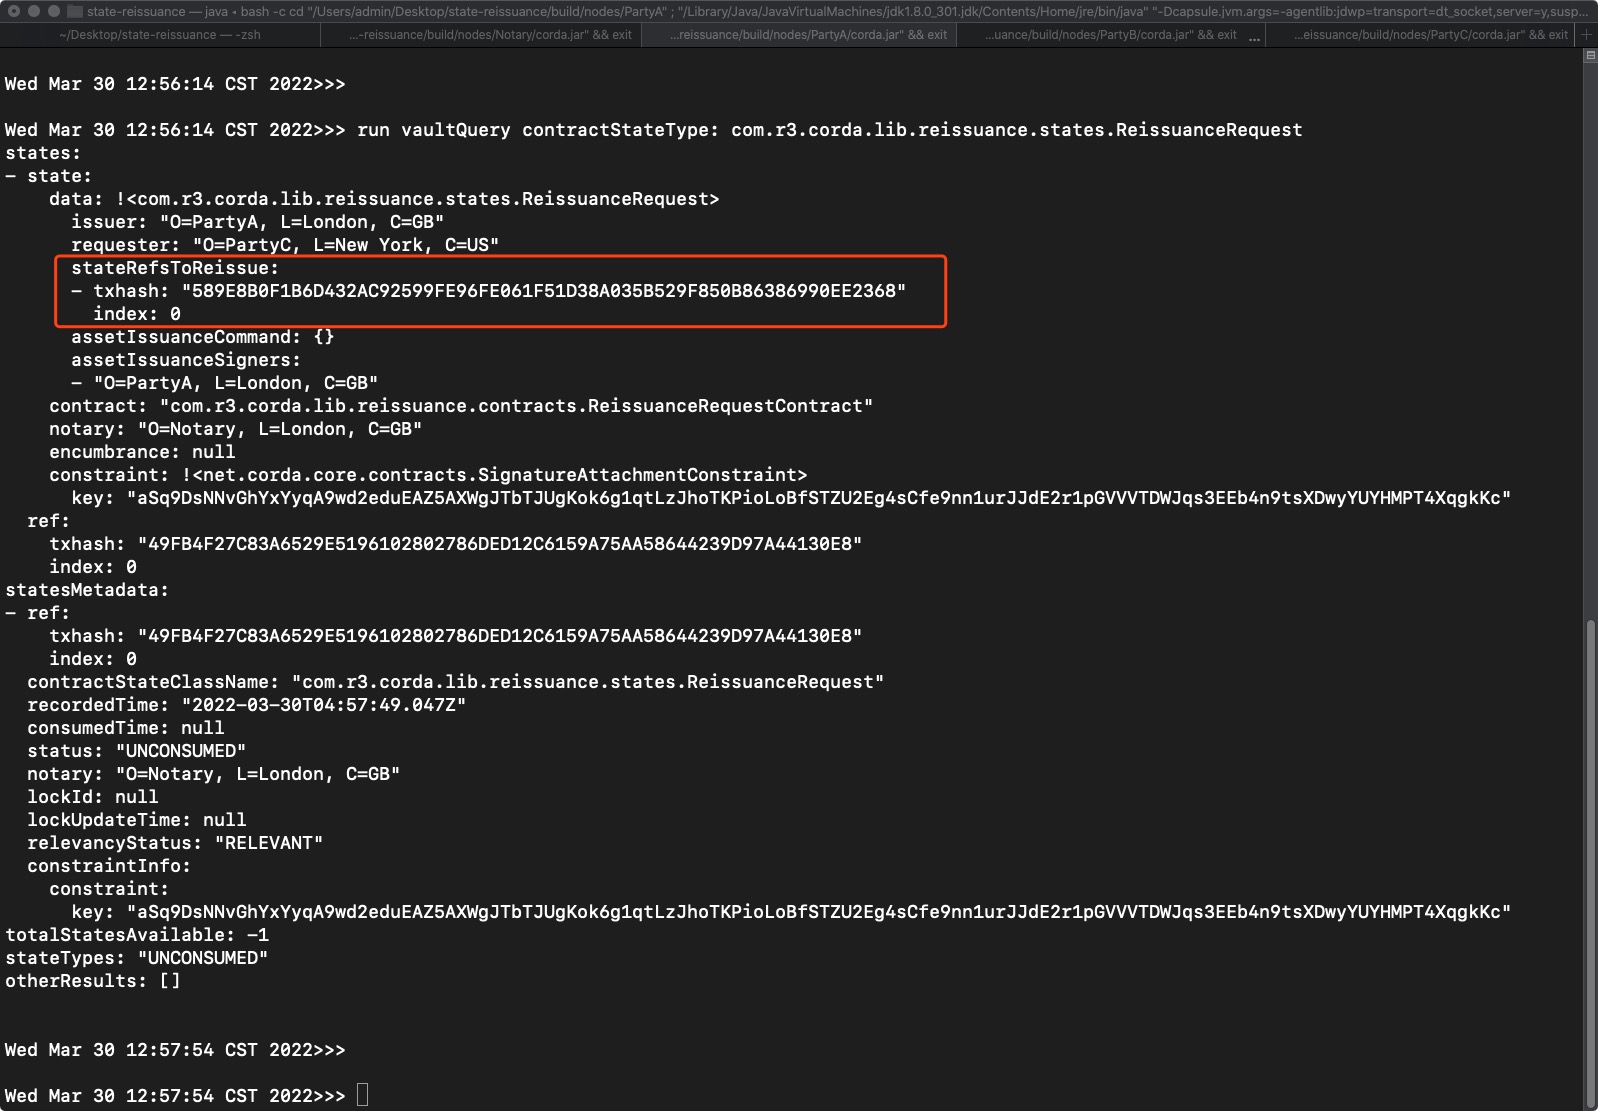 state-reissuance — java ◂ bash -c cd "/Users/admin/Desktop/state-reissuance/build/nodes/PartyA" ; "/Library/Java/JavaVirtualMachines/jdk1.8.0_301.jdk/Contents/Home/jre/bin/java" "-Dcapsule.jvm.args=-agentlib:jdwp=transport=dt_socket,server=y,susp...
~/Desktop/state-reissuance — -zsh
...-reissuance/build/nodes/Notary/corda.jar" && exit
...reissuance/build/nodes/PartyA/corda.jar" && exit
...uance/build/nodes/PartyB/corda.jar" && exit ...
...eissuance/build/nodes/PartyC/corda.jar" && exit
Wed Mar 30 12:56:14 CST 2022>>>
Wed Mar 30 12:56:14 CST 2022>>> run vaultQuery contractStateType: com.r3.corda.lib.reissuance.states.ReissuanceRequest
states:
- state:
data: !<com.r3.corda.lib.reissuance.states.ReissuanceRequest>
issuer: "O=PartyA, L=London, C=GB"
requester: "O=PartyC, L=New York, C=US"
stateRefsToReissue:
- txhash: "589E8B0F1B6D432AC92599FE96FE061F51D38A035B529F850B86386990EE2368"
index: 0
assetIssuanceCommand: {}
assetIssuanceSigners:
- "O=PartyA, L=London, C=GB"
contract: "com.r3.corda.lib.reissuance.contracts.ReissuanceRequestContract"
notary: "O=Notary, L=London, C=GB"
encumbrance: null
constraint: !<net.corda.core.contracts.SignatureAttachmentConstraint>
key: "aSq9DsNNvGhYxYyqA9wd2eduEAZ5AXWgJTbTJUgKok6g1qtLzJhoTKPioLoBfSTZU2Eg4sCfe9nn1urJJdE2r1pGVVVTDWJqs3EEb4n9tsXDwyYUYHMPT4XqgkKc"
ref:
txhash: "49FB4F27C83A6529E5196102802786DED12C6159A75AA58644239D97A44130E8"
index: 0
statesMetadata:
- ref:
txhash: "49FB4F27C83A6529E5196102802786DED12C6159A75AA58644239D97A44130E8"
index: 0
contractStateClassName: "com.r3.corda.lib.reissuance.states.ReissuanceRequest"
recordedTime: "2022-03-30T04:57:49.047Z"
consumedTime: null
status: "UNCONSUMED"
notary: "O=Notary, L=London, C=GB"
lockId: null
lockUpdateTime: null
relevancyStatus: "RELEVANT"
constraintInfo:
constraint:
key: "aSq9DsNNvGhYxYyqA9wd2eduEAZ5AXWgJTbTJUgKok6g1qtLzJhoTKPioLoBfSTZU2Eg4sCfe9nn1urJJdE2r1pGVVVTDWJqs3EEb4n9tsXDwyYUYHMPT4XqgkKc"
totalStatesAvailable: -1
stateTypes: "UNCONSUMED"
otherResults: []
Wed Mar 30 12:57:54 CST 2022>>>
Wed Mar 30 12:57:54 CST 2022>>>